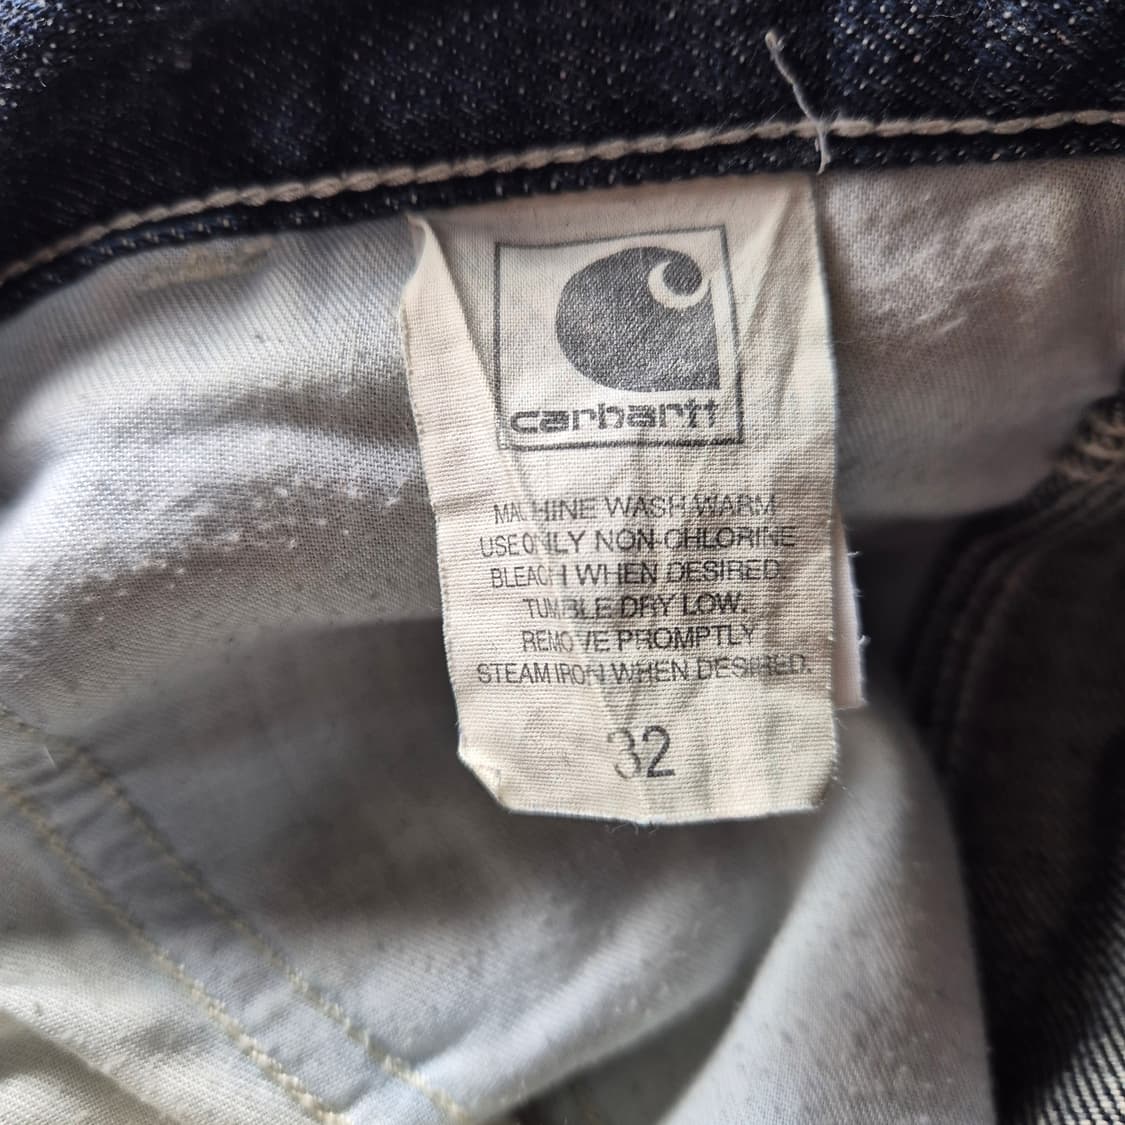 carhartt
MACHINE WASH WARM
USE ONLY NON-CHLORINE
BLEACH WHEN DESIRED.
TUMBLE DRY LOW.
REMOVE PROMPTLY
STEAM IRON WHEN DESIRED.
32